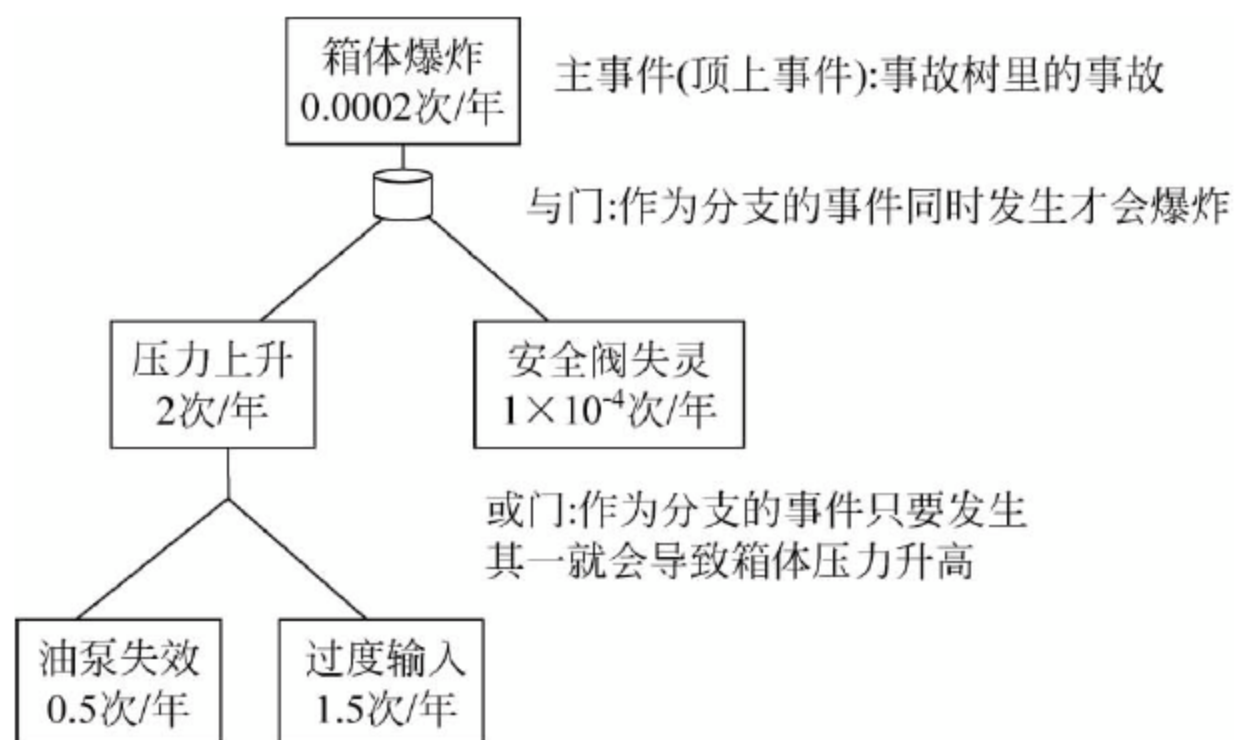 箱体爆炸
0.0002次/年
主事件(顶上事件):事故树里的事故
与门:作为分支的事件同时发生才会爆炸
压力上升
2次/年
安全阀失灵
1×10⁻⁴次/年
或门:作为分支的事件只要发生
其一就会导致箱体压力升高
油泵失效
0.5次/年
过度输入
1.5次/年